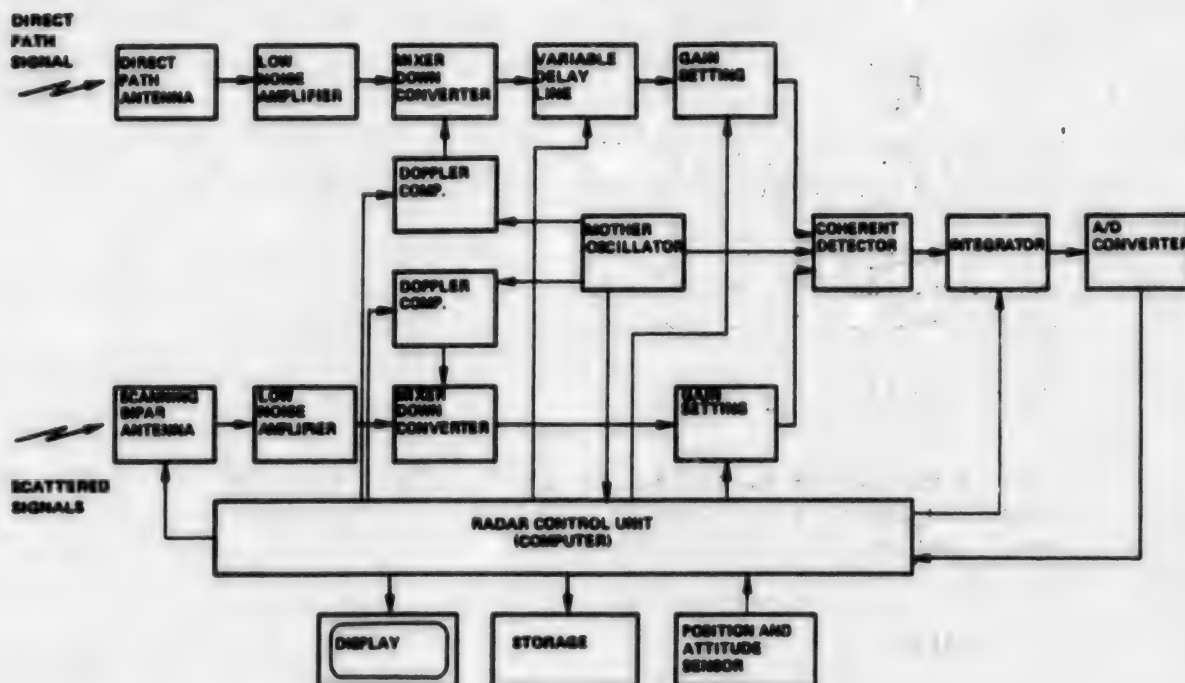 DIRECT
PATH
SIGNAL
DIRECT
PATH
ANTENNA
LOW
NOISE
AMPLIFIER
MIXER
DOWN
CONVERTER
VARIABLE
DELAY
LINE
GAIN
SETTING
DOPPLER
COMP.
MOTHER
OSCILLATOR
COHERENT
DETECTOR
INTEGRATOR
A/D
CONVERTER
DOPPLER
COMP.
SCANNING
BIPAR
ANTENNA
LOW
NOISE
AMPLIFIER
MIXER
DOWN
CONVERTER
GAIN
SETTING
SCATTERED
SIGNALS
RADAR CONTROL UNIT
(COMPUTER)
DISPLAY
STORAGE
POSITION AND
ATTITUDE
SENSOR